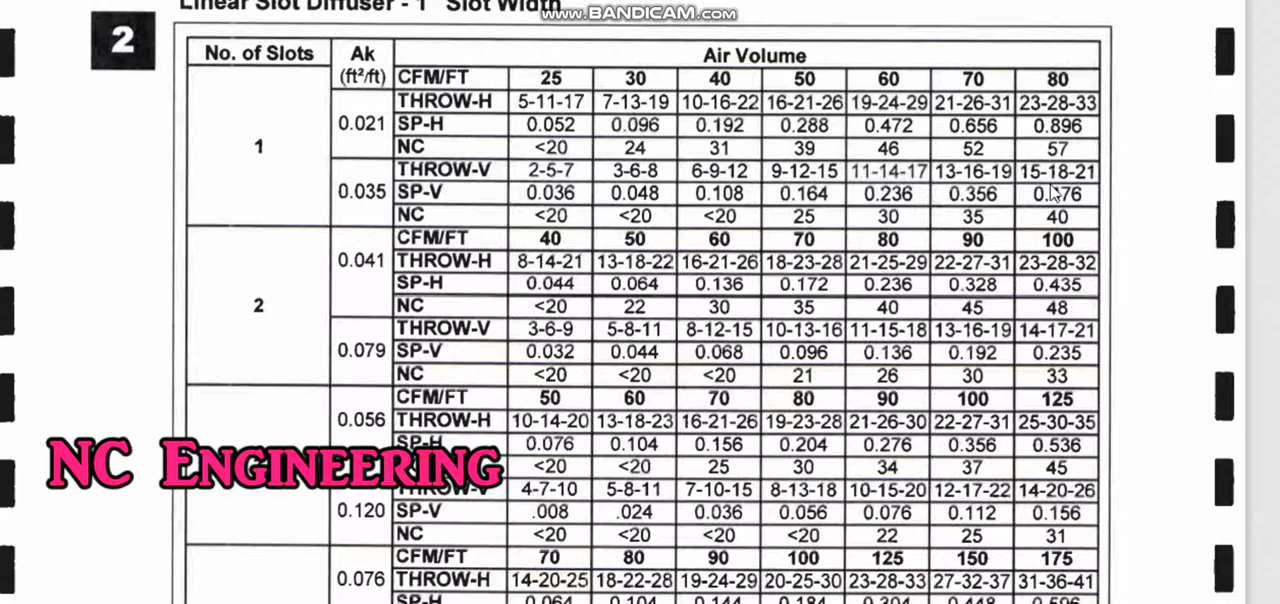 Linear Slot Diffuser - 1" Slot Width
www.BANDICAM.com
2
No. of Slots Ak Air Volume
(ft²/ft) CFM/FT 25 30 40 50 60 70 80
THROW-H 5-11-17 7-13-19 10-16-22 16-21-26 19-24-29 21-26-31 23-28-33
0.021 SP-H 0.052 0.096 0.192 0.288 0.472 0.656 0.896
1 NC <20 24 31 39 46 52 57
THROW-V 2-5-7 3-6-8 6-9-12 9-12-15 11-14-17 13-16-19 15-18-21
0.035 SP-V 0.036 0.048 0.108 0.164 0.236 0.356
NC <20 <20 <20 25 30 35 40
CFM/FT 40 50 60 70 80 90 100
0.041 THROW-H 8-14-21 13-18-22 16-21-26 18-23-28 21-25-29 22-27-31 23-28-32
SP-H 0.044 0.064 0.136 0.172 0.236 0.328 0.435
2 NC <20 22 30 35 40 45 48
THROW-V 3-6-9 5-8-11 8-12-15 10-13-16 11-15-18 13-16-19 14-17-21
0.079 SP-V 0.032 0.044 0.068 0.096 0.136 0.192 0.235
NC <20 <20 <20 21 26 30 33
CFM/FT 50 60 70 80 90 100 125
0.056 THROW-H 10-14-20 13-18-23 16-21-26 19-23-28 21-26-30 22-27-31 25-30-35
SP-H 0.076 0.104 0.156 0.204 0.276 0.356 0.536
NC ENGINEERING <20 <20 25 30 34 37 45
THROW-V 4-7-10 5-8-11 7-10-15 8-13-18 10-15-20 12-17-22 14-20-26
0.120 SP-V .008 .024 0.036 0.056 0.076 0.112 0.156
NC <20 <20 <20 <20 22 25 31
CFM/FT 70 80 90 100 125 150 175
0.076 THROW-H 14-20-25 18-22-28 19-24-29 20-25-30 23-28-33 27-32-37 31-36-41
SP-H 0.064 0.104 0.144 0.184 0.304 0.448